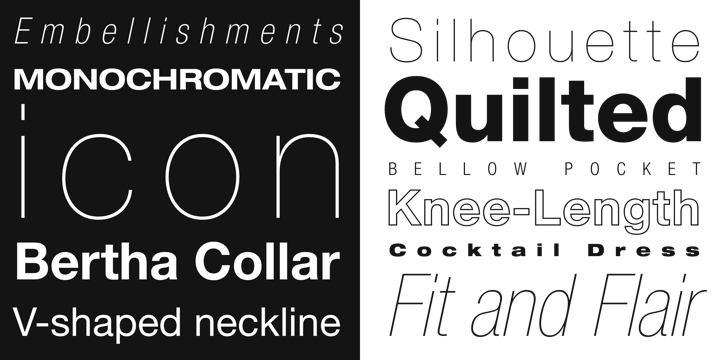 Embellishments
MONOCHROMATIC
icon
Bertha Collar
V-shaped neckline
Silhouette
Quilted
BELLOW POCKET
Knee-Length
Cocktail Dress
Fit and Flair